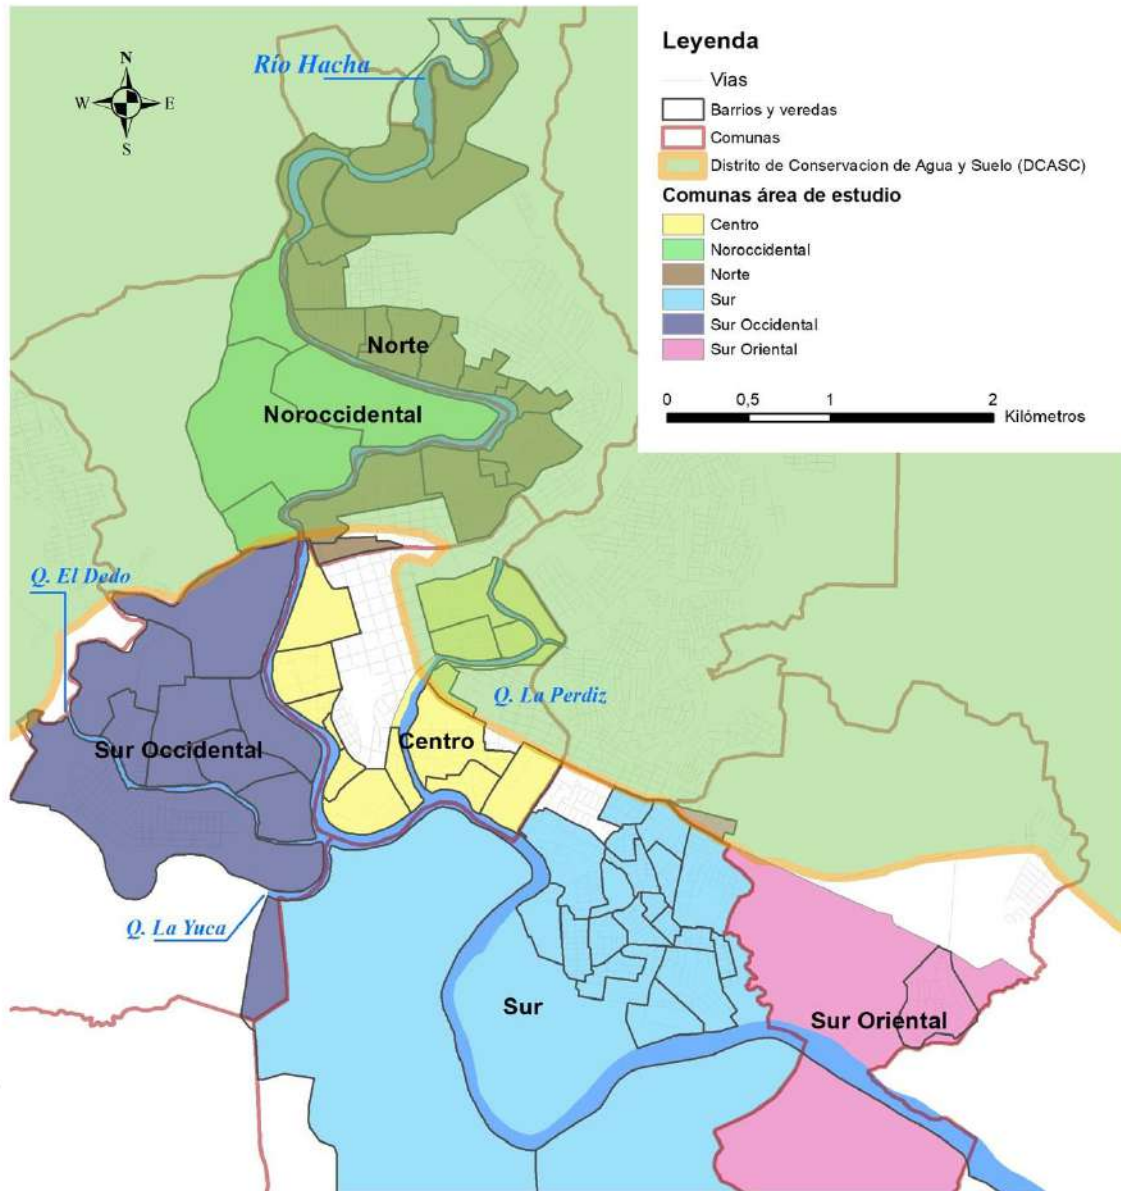 Río Hacha
N
W
E
S
Leyenda
Vias
Barrios y veredas
Comunas
Distrito de Conservacion de Agua y Suelo (DCASC)
Comunas área de estudio
Centro
Noroccidental
Norte
Sur
Sur Occidental
Sur Oriental
0 0,5 1 2 Kilómetros
Norte
Noroccidental
Q. El Dedo
Q. La Perdiz
Sur Occidental
Centro
Q. La Yuca
Sur
Sur Oriental